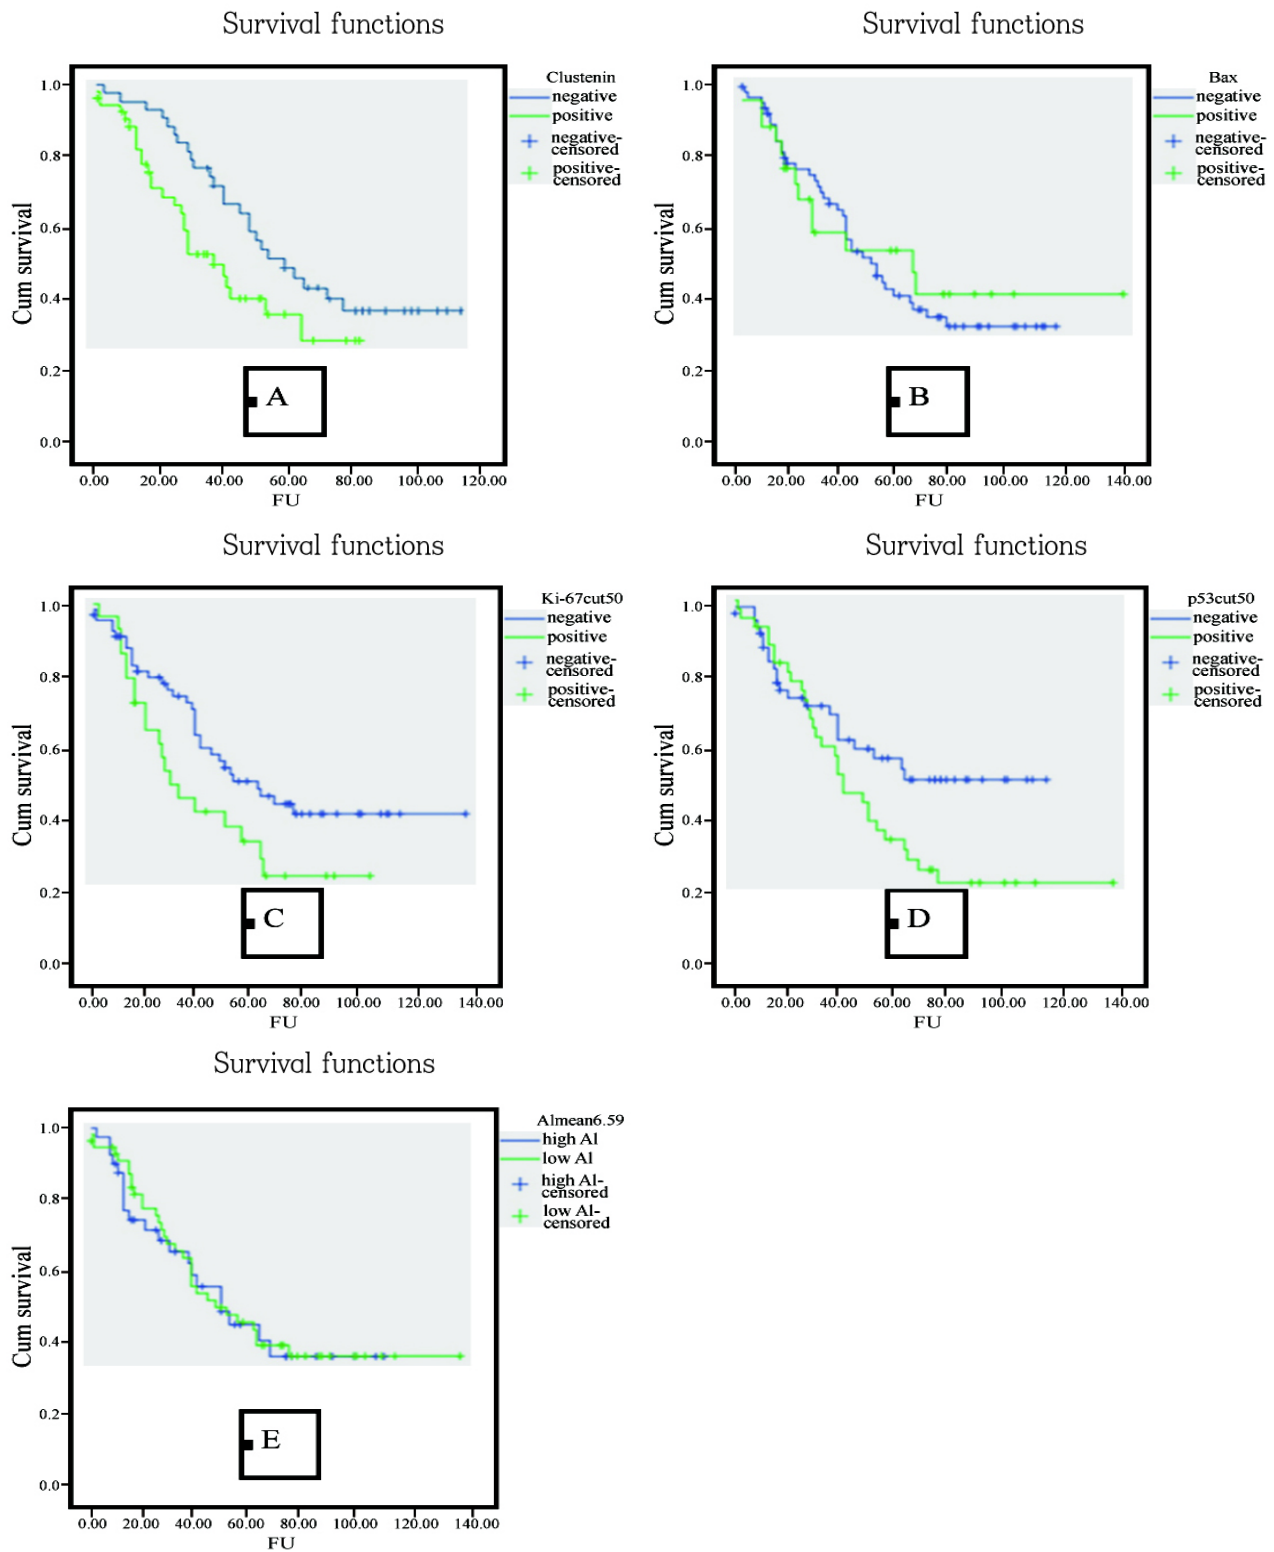 Survival functions
Clustenin
negative
positive
negative-
censored
positive-
censored
Cum survival
1.0
0.8
0.6
0.4
0.2
0.0
A
0.00 20.00 40.00 60.00 80.00 100.00 120.00
FU
Survival functions
Bax
negative
positive
negative-
censored
positive-
censored
Cum survival
1.0
0.8
0.6
0.4
0.2
0.0
B
0.00 20.00 40.00 60.00 80.00 100.00 120.00 140.00
FU
Survival functions
Ki-67cut50
negative
positive
negative-
censored
positive-
censored
Cum survival
1.0
0.8
0.6
0.4
0.2
0.0
C
0.00 20.00 40.00 60.00 80.00 100.00 120.00 140.00
FU
Survival functions
p53cut50
negative
positive
negative-
censored
positive-
censored
Cum survival
1.0
0.8
0.6
0.4
0.2
0.0
D
0.00 20.00 40.00 60.00 80.00 100.00 120.00 140.00
FU
Survival functions
Almean6.59
high Al
low Al
high Al-
censored
low Al-
censored
Cum survival
1.0
0.8
0.6
0.4
0.2
0.0
E
0.00 20.00 40.00 60.00 80.00 100.00 120.00 140.00
FU